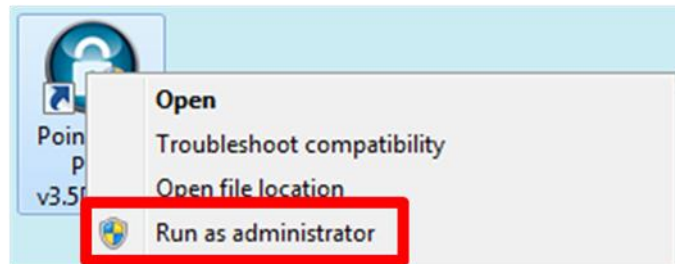 Open
Troubleshoot compatibility
Open file location
Run as administrator